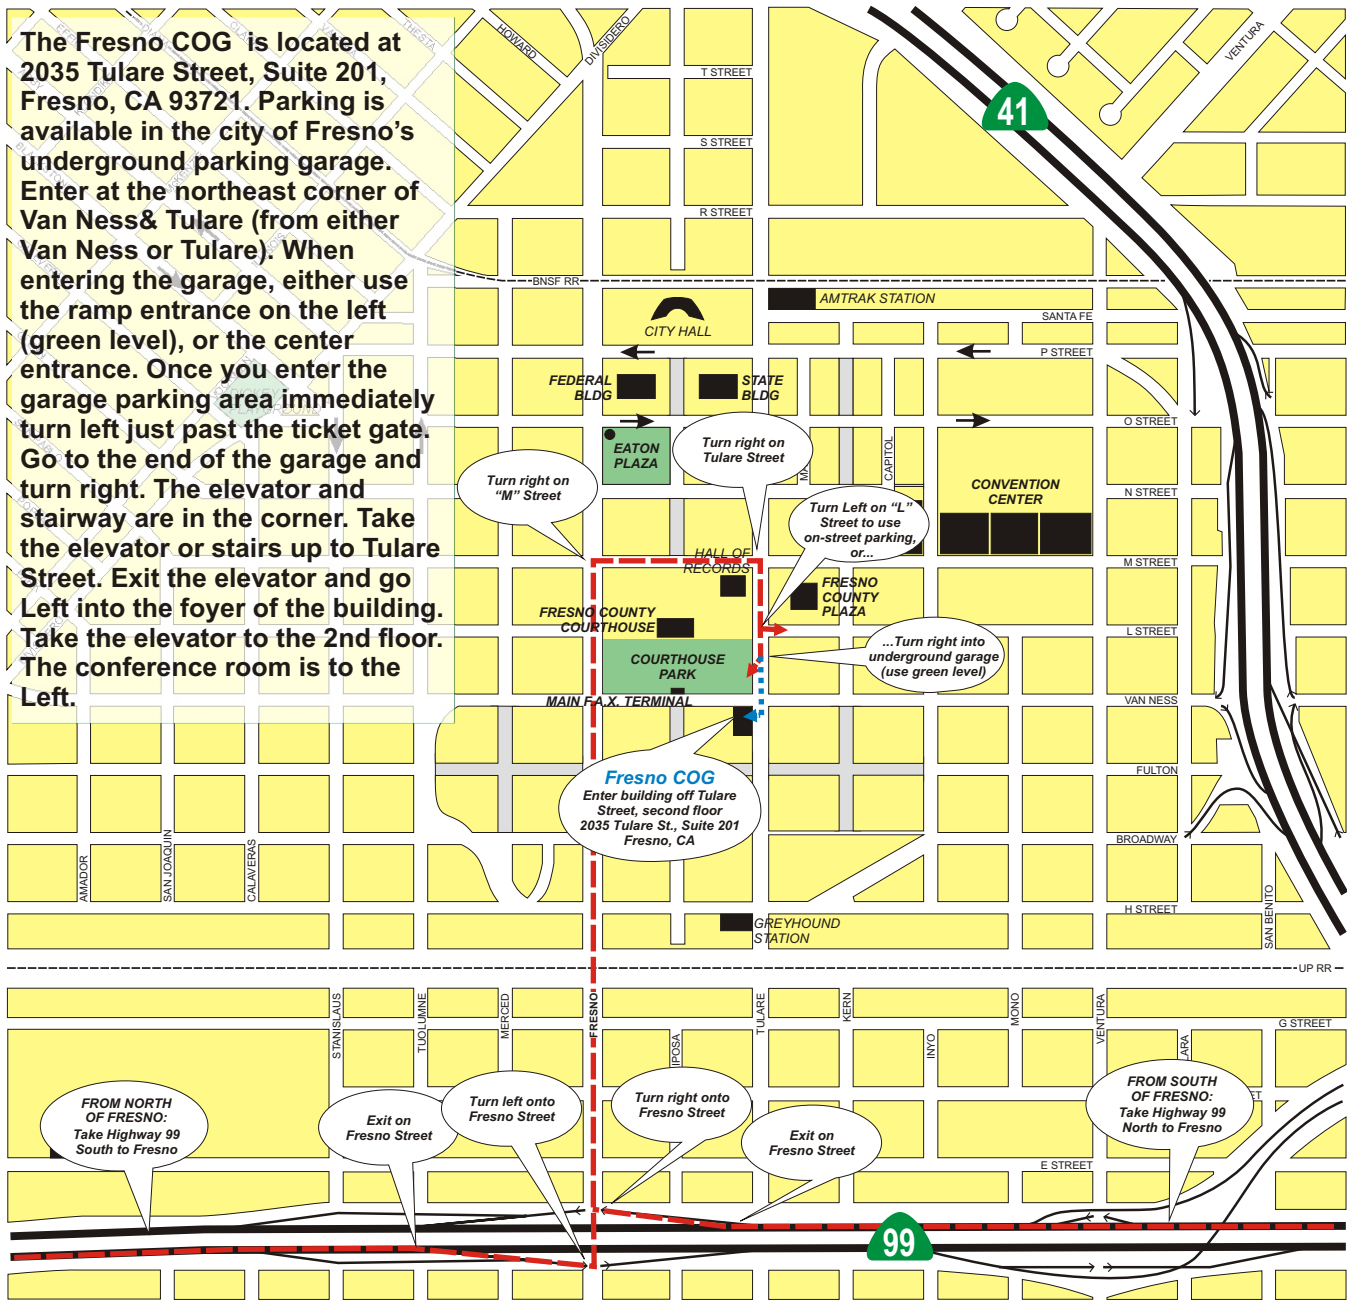 The Fresno COG is located at
2035 Tulare Street, Suite 201,
Fresno, CA 93721. Parking is
available in the city of Fresno's
underground parking garage.
Enter at the northeast corner of
Van Ness& Tulare (from either
Van Ness or Tulare). When
entering the garage, either use
the ramp entrance on the left
(green level), or the center
entrance. Once you enter the
garage parking area immediately
turn left just past the ticket gate.
Go to the end of the garage and
turn right. The elevator and
stairway are in the corner. Take
the elevator or stairs up to Tulare
Street. Exit the elevator and go
Left into the foyer of the building.
Take the elevator to the 2nd floor.
The conference room is to the
Left.
HOWARD
DIVISIDERO
VENTURA
T STREET
41
S STREET
R STREET
BNSF RR
AMTRAK STATION
SANTA FE
CITY HALL
P STREET
FEDERAL
BLDG
STATE
BLDG
O STREET
EATON
PLAZA
Turn right on
Tulare Street
CAPITOL
Turn right on
"M" Street
CONVENTION
CENTER
N STREET
Turn Left on "L"
Street to use
on-street parking,
or...
HALL OF
RECORDS
M STREET
FRESNO
COUNTY
PLAZA
FRESNO COUNTY
COURTHOUSE
L STREET
...Turn right into
underground garage
(use green level)
COURTHOUSE
PARK
MAIN F.A.X. TERMINAL
VAN NESS
Fresno COG
Enter building off Tulare
Street, second floor
2035 Tulare St., Suite 201
Fresno, CA
FULTON
BROADWAY
AMADOR
SAN JOAQUIN
CALAVERAS
H STREET
SAN BENITO
GREYHOUND
STATION
UP RR
STANISLAUS
TUOLUMNE
MERCED
FRESNO
IPOSA
TULARE
KERN
INYO
MONO
VENTURA
LARA
G STREET
FROM NORTH
OF FRESNO:
Take Highway 99
South to Fresno
Exit on
Fresno Street
Turn left onto
Fresno Street
Turn right onto
Fresno Street
Exit on
Fresno Street
FROM SOUTH
OF FRESNO:
Take Highway 99
North to Fresno
E STREET
99